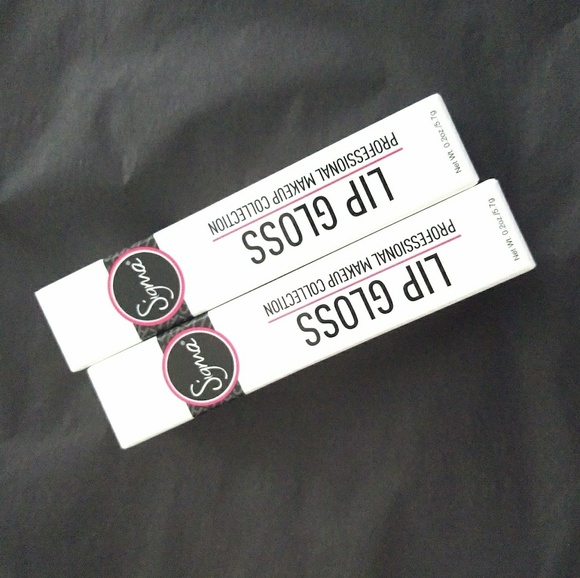 Sigma
LIP GLOSS
PROFESSIONAL MAKEUP COLLECTION
Net Wt. 0.2oz./5.7g
Sigma
LIP GLOSS
PROFESSIONAL MAKEUP COLLECTION
Net Wt. 0.2oz./5.7g